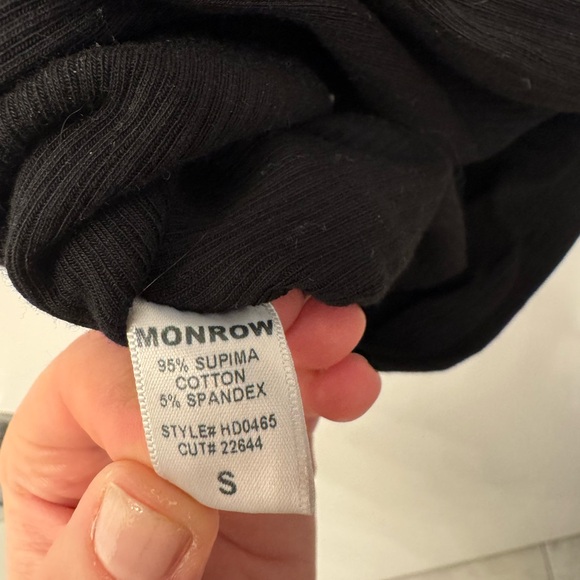 MONROW
95% SUPIMA
COTTON
5% SPANDEX
STYLE# HD0465
CUT# 22644
S